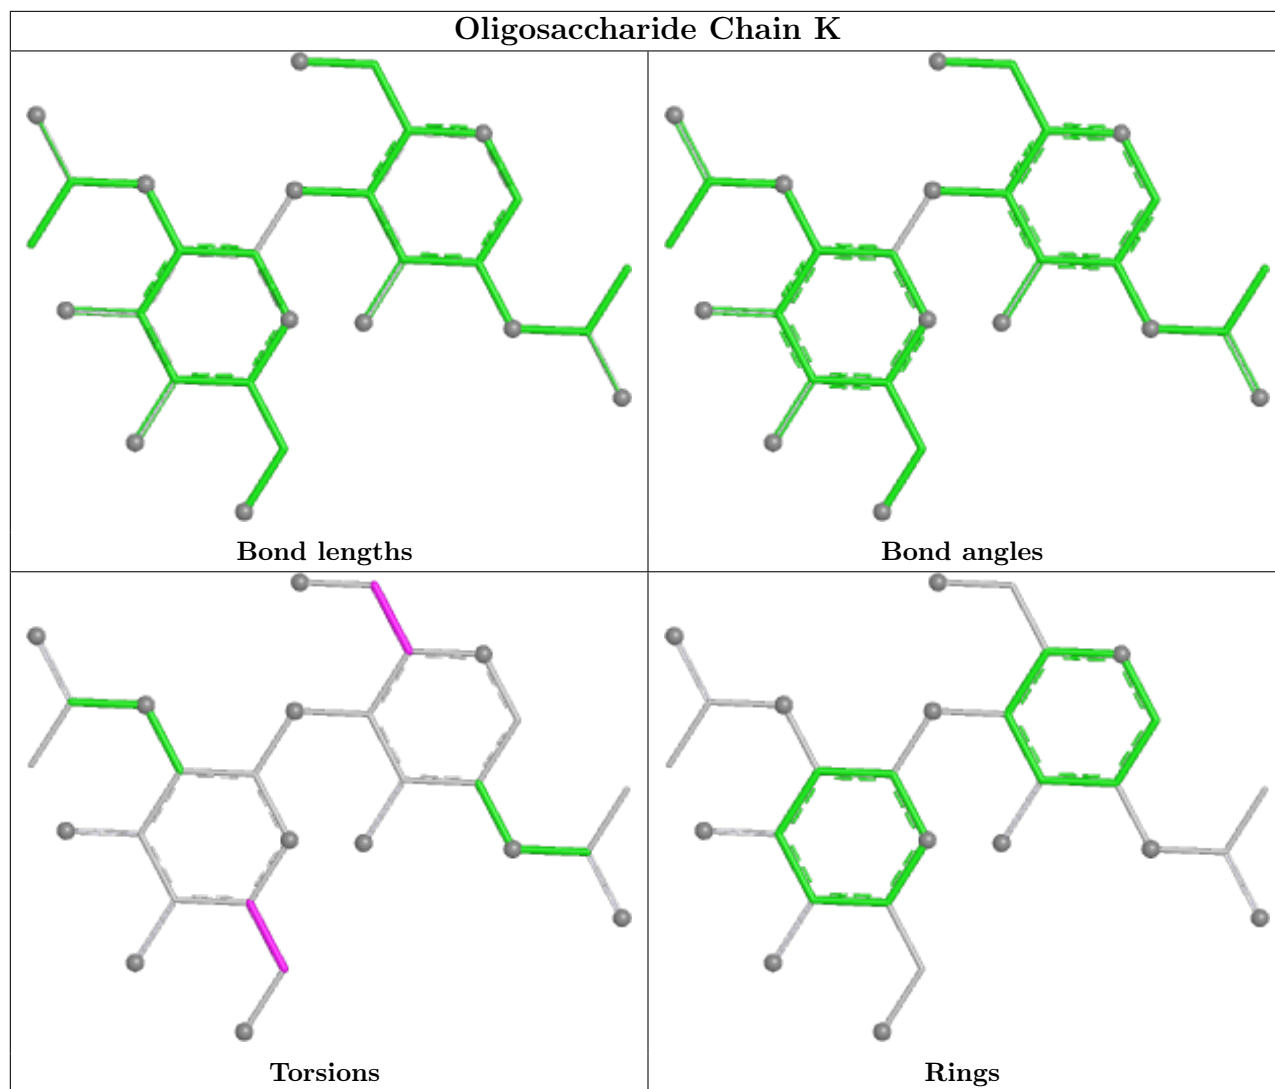 Oligosaccharide Chain K
Bond lengths
Bond angles
Torsions
Rings